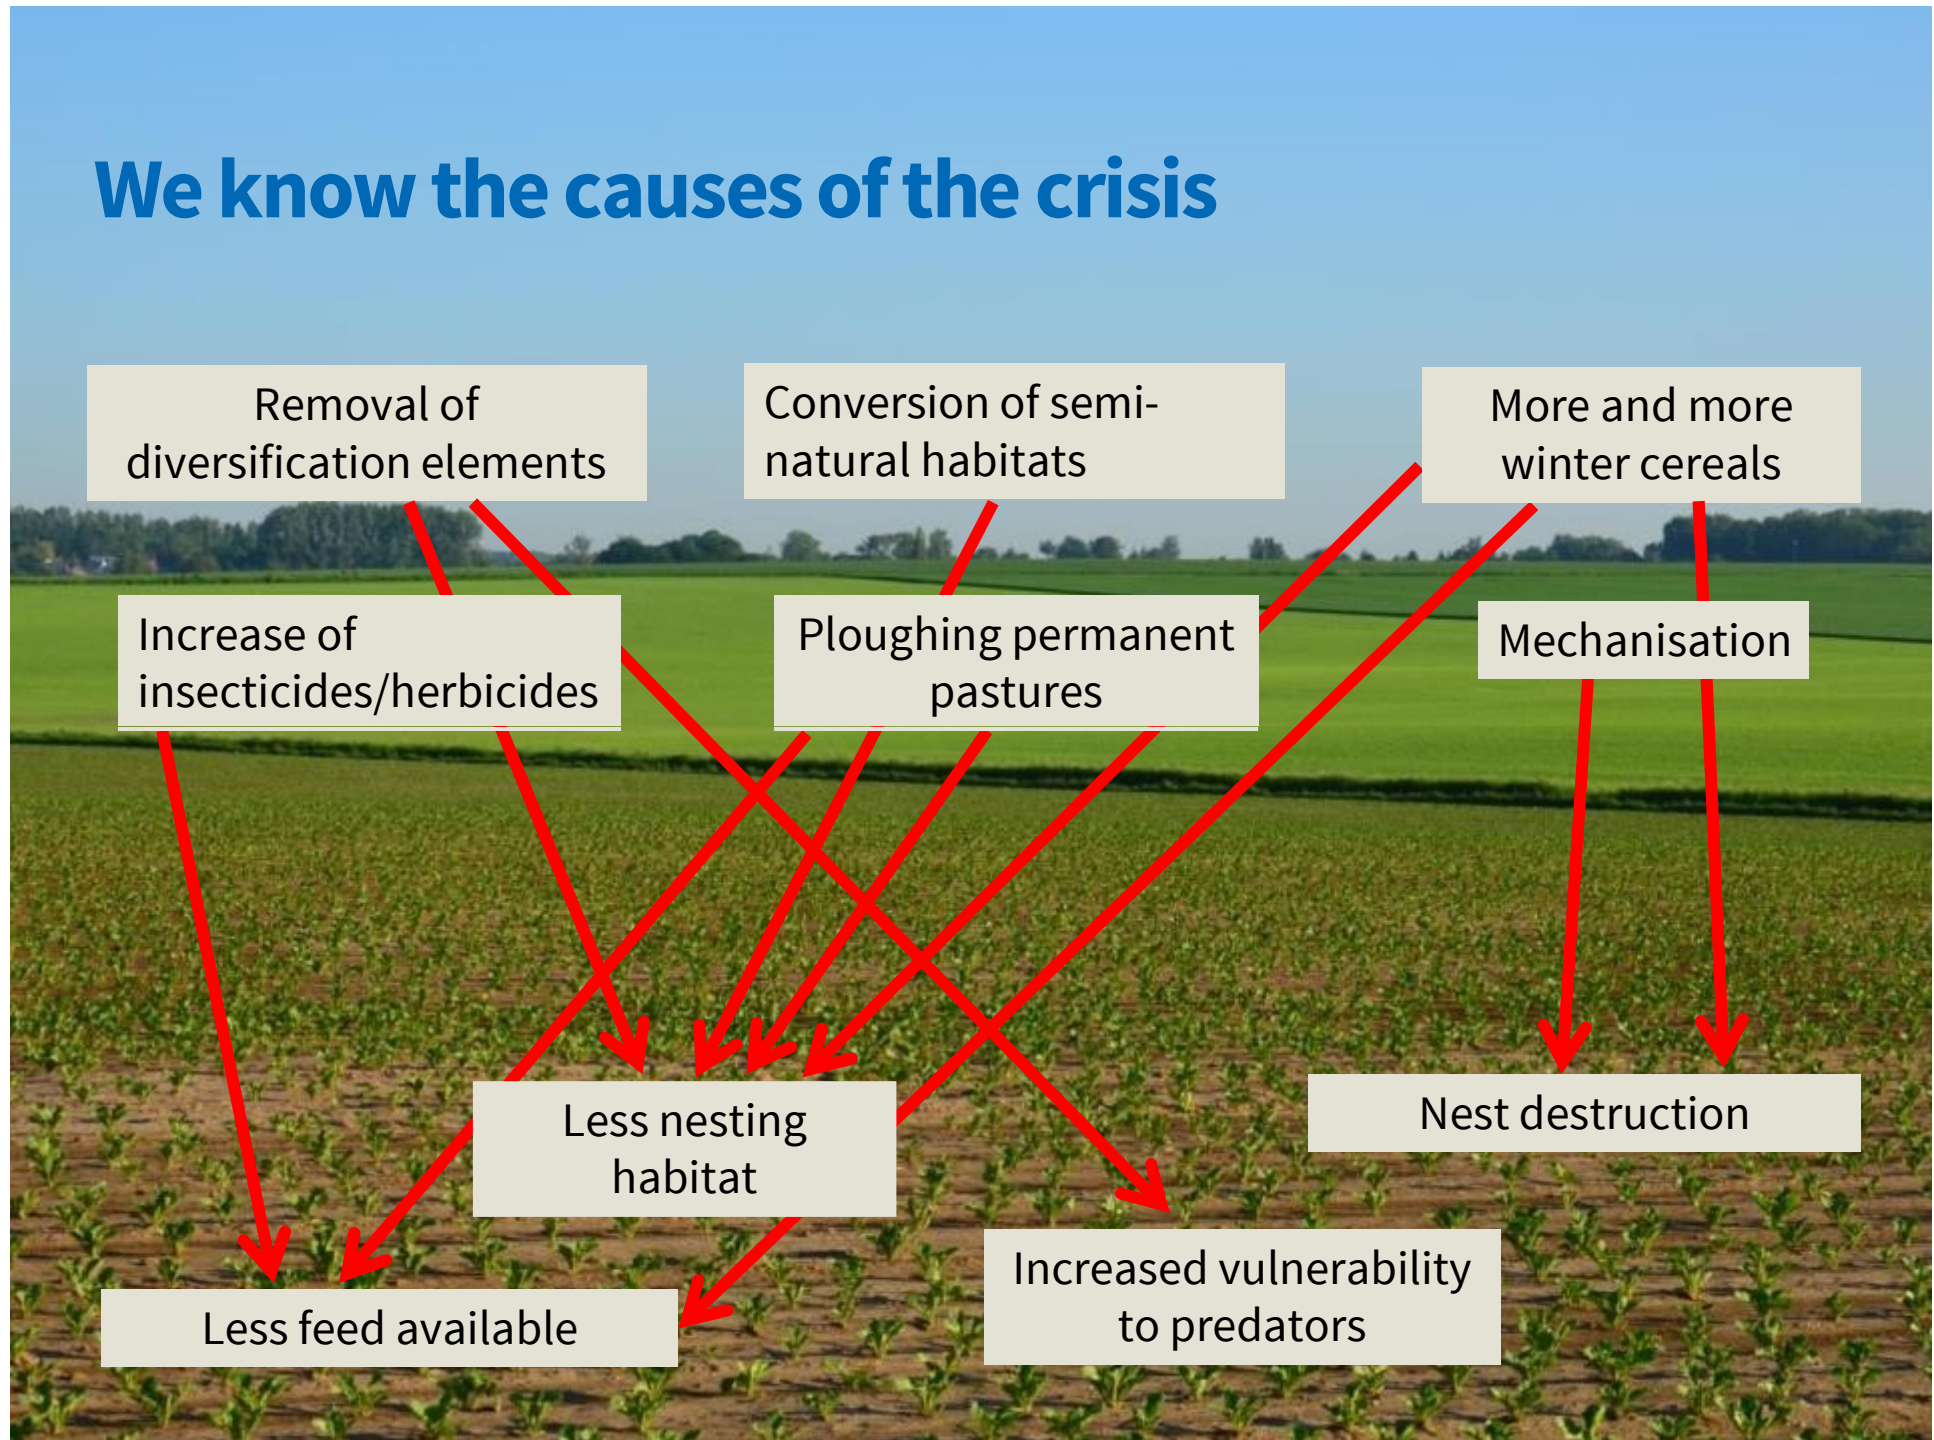 We know the causes of the crisis
Removal of
diversification elements
Conversion of semi-
natural habitats
More and more
winter cereals
Increase of
insecticides/herbicides
Ploughing permanent
pastures
Mechanisation
Less nesting
habitat
Nest destruction
Increased vulnerability
to predators
Less feed available